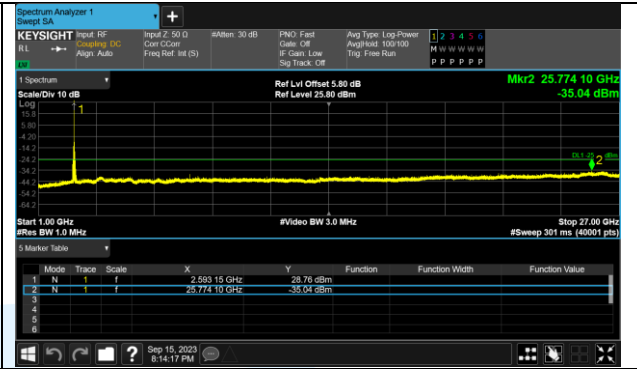 Spectrum Analyzer 1
Swept SA
+
KEYSIGHT Input: RF Input Z: 50 Ω #Atten: 30 dB PNO: Fast Avg Type: Log-Power 1 2 3 4 5 6
RL Coupling: DC Corr CCorr Gate: Off Avg|Hold: 100/100 M W W W W W
Align: Auto Freq Ref: Int (S) IF Gain: Low Trig: Free Run P P P P P P
Sig Track: Off
LXI
1 Spectrum Ref Lvl Offset 5.80 dB Mkr2 25.774 10 GHz
Scale/Div 10 dB Ref Level 25.80 dBm -35.04 dBm
Log
15.8 1
5.80
-4.20
-14.2
-24.2 DL1 -25 dBm
-34.2 2
-44.2
-54.2
-64.2
Start 1.00 GHz #Video BW 3.0 MHz Stop 27.00 GHz
#Res BW 1.0 MHz #Sweep 301 ms (40001 pts)
5 Marker Table
Mode Trace Scale X Y Function Function Width Function Value
1 N 1 f 2.593 15 GHz 28.76 dBm
2 N 1 f 25.774 10 GHz -35.04 dBm
3
4
5
6
? Sep 15, 2023
8:14:17 PM